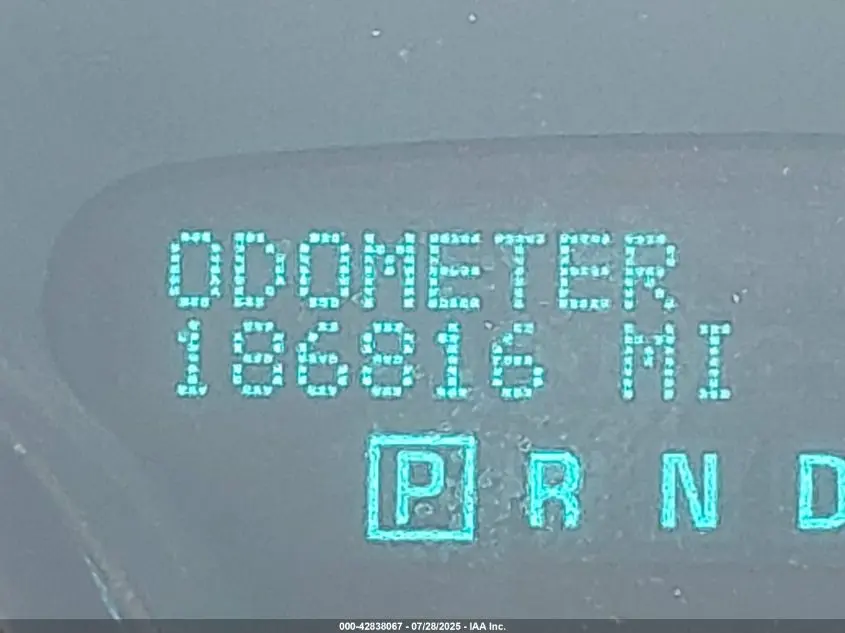 ODOMETER
186816 MI
P R N D
000-42838067 - 07/28/2025 - IAA Inc.